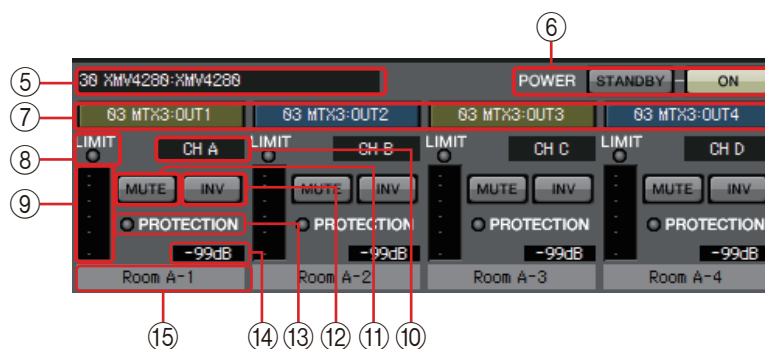 ⑥
⑤ 30 XMV4280:XMV4280 POWER STANDBY ON
⑦ 03 MTX3:OUT1 03 MTX3:OUT2 03 MTX3:OUT3 03 MTX3:OUT4
⑧ LIMIT CH A LIMIT CH B LIMIT CH C LIMIT CH D
⑨ MUTE INV MUTE INV MUTE INV MUTE INV
PROTECTION PROTECTION PROTECTION PROTECTION
-99dB -99dB -99dB -99dB
Room A-1 Room A-2 Room A-3 Room A-4
⑮ ⑭ ⑬ ⑫ ⑪ ⑩